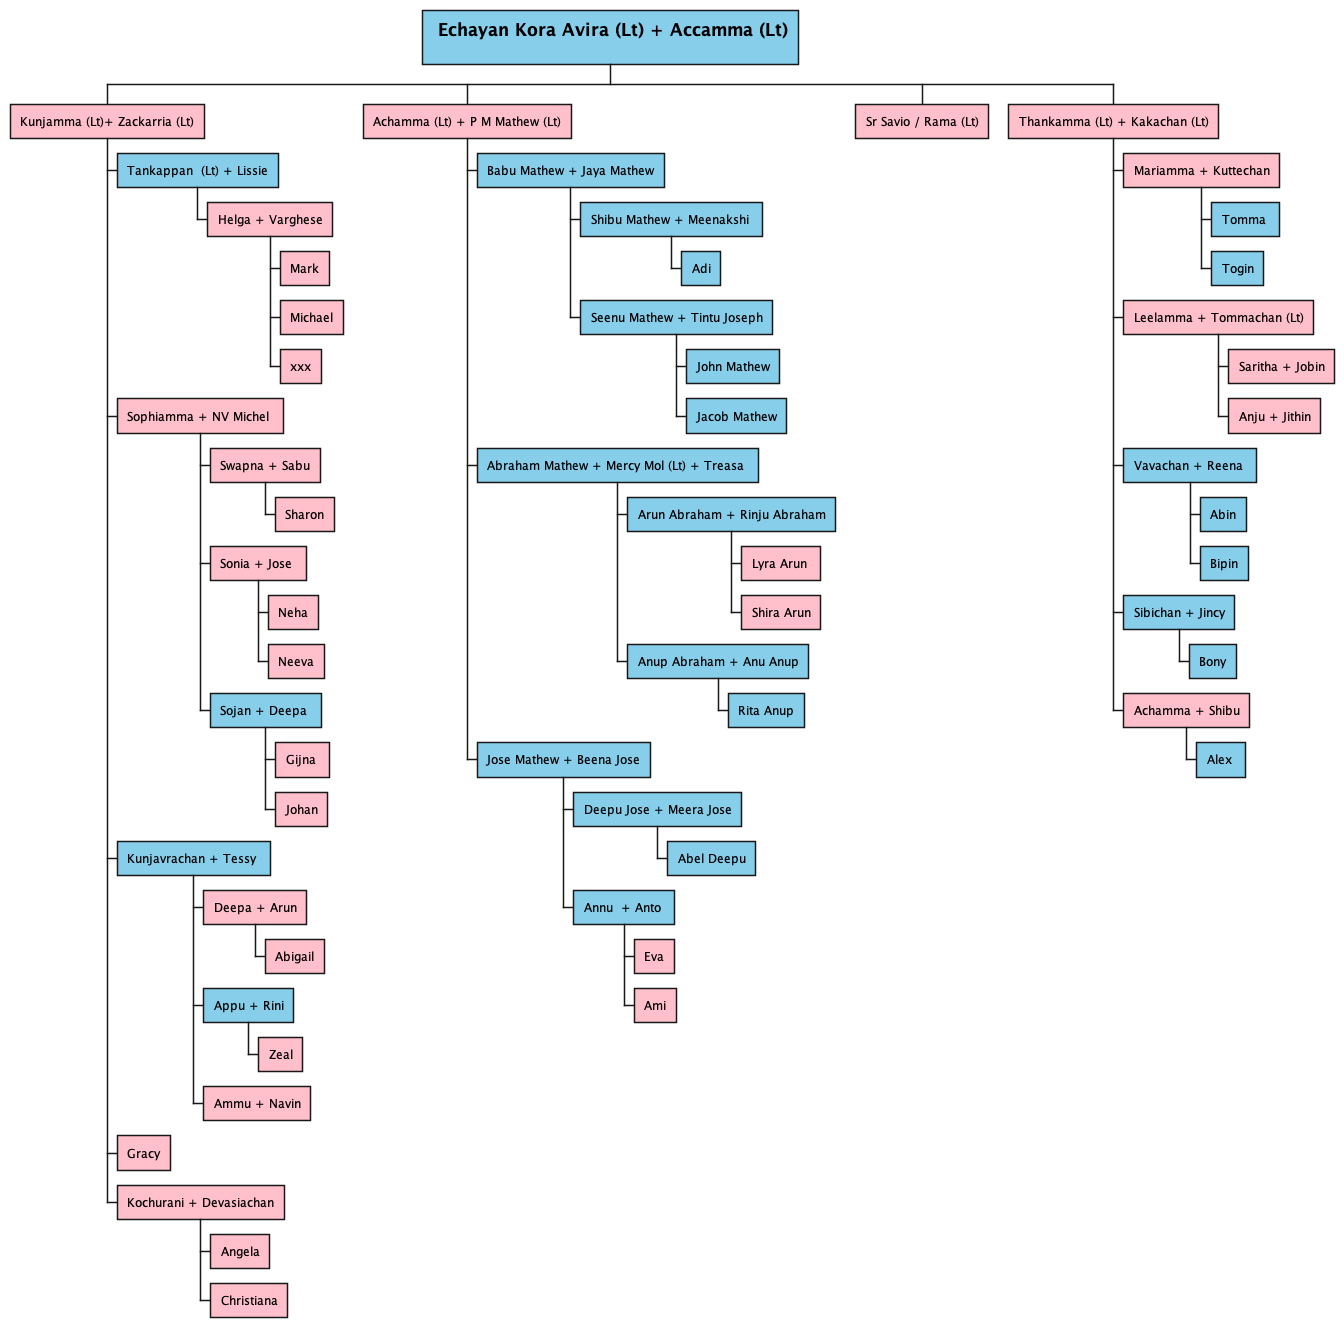 Echayan Kora Avira (Lt) + Accamma (Lt)
Kunjamma (Lt)+ Zackarria (Lt)
Tankappan  (Lt) + Lissie
Helga + Varghese
Mark
Michael
xxx
Sophiamma + NV Michel
Swapna + Sabu
Sharon
Sonia + Jose
Neha
Neeva
Sojan + Deepa
Gijna
Johan
Kunjavrachan + Tessy
Deepa + Arun
Abigail
Appu + Rini
Zeal
Ammu + Navin
Gracy
Kochurani + Devasiachan
Angela
Christiana
Achamma (Lt) + P M Mathew (Lt)
Babu Mathew + Jaya Mathew
Shibu Mathew + Meenakshi
Adi
Seenu Mathew + Tintu Joseph
John Mathew
Jacob Mathew
Abraham Mathew + Mercy Mol (Lt) + Treasa
Arun Abraham + Rinju Abraham
Lyra Arun
Shira Arun
Anup Abraham + Anu Anup
Rita Anup
Jose Mathew + Beena Jose
Deepu Jose + Meera Jose
Abel Deepu
Annu  + Anto
Eva
Ami
Sr Savio / Rama (Lt)
Thankamma (Lt) + Kakachan (Lt)
Mariamma + Kuttechan
Tomma
Togin
Leelamma + Tommachan (Lt)
Saritha + Jobin
Anju + Jithin
Vavachan + Reena
Abin
Bipin
Sibichan + Jincy
Bony
Achamma + Shibu
Alex